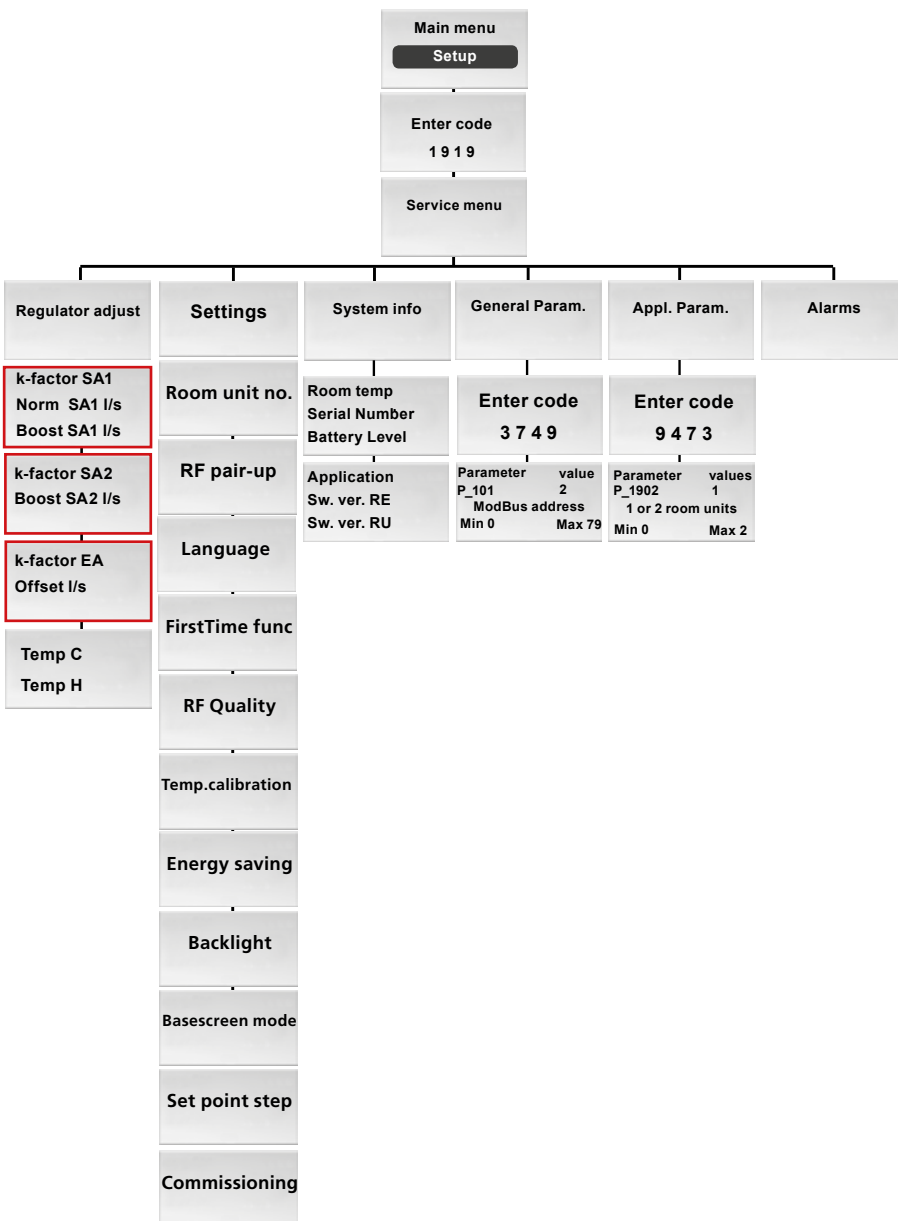 Main menu
Setup
Enter code
1 9 1 9
Service menu
Regulator adjust
k-factor SA1
Norm SA1 l/s
Boost SA1 l/s
k-factor SA2
Boost SA2 l/s
k-factor EA
Offset l/s
Temp C
Temp H
Settings
Room unit no.
RF pair-up
Language
FirstTime func
RF Quality
Temp.calibration
Energy saving
Backlight
Basescreen mode
Set point step
Commissioning
System info
Room temp
Serial Number
Battery Level
Application
Sw. ver. RE
Sw. ver. RU
General Param.
Enter code
3 7 4 9
Parameter value
P_101 2
ModBus address
Min 0 Max 79
Appl. Param.
Enter code
9 4 7 3
Parameter values
P_1902 1
1 or 2 room units
Min 0 Max 2
Alarms